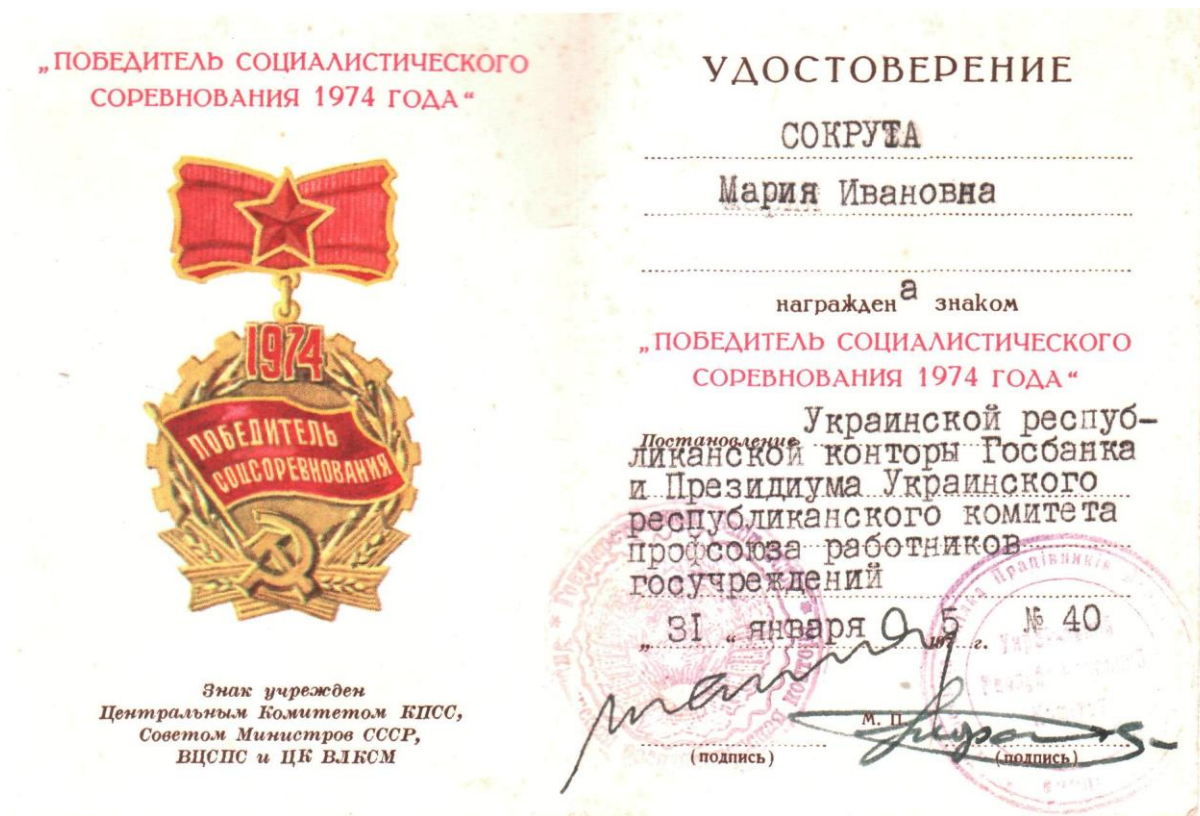 „ПОБЕДИТЕЛЬ СОЦИАЛИСТИЧЕСКОГО
СОРЕВНОВАНИЯ 1974 ГОДА“
1974
ПОБЕДИТЕЛЬ
СОЦСОРЕВНОВАНИЯ
Знак учрежден
Центральным Комитетом КПСС,
Советом Министров СССР,
ВЦСПС и ЦК ВЛКСМ
УДОСТОВЕРЕНИЕ
СОКРУТА
Мария Ивановна
награждена знаком
„ПОБЕДИТЕЛЬ СОЦИАЛИСТИЧЕСКОГО
СОРЕВНОВАНИЯ 1974 ГОДА“
Постановление Украинской респуб-
ликанской конторы Госбанка
и Президиума Украинского
республиканского комитета
профсоюза работников
госучреждений
„ 31 “ января 1975 г. № 40
М. П.
(подпись) (подпись)